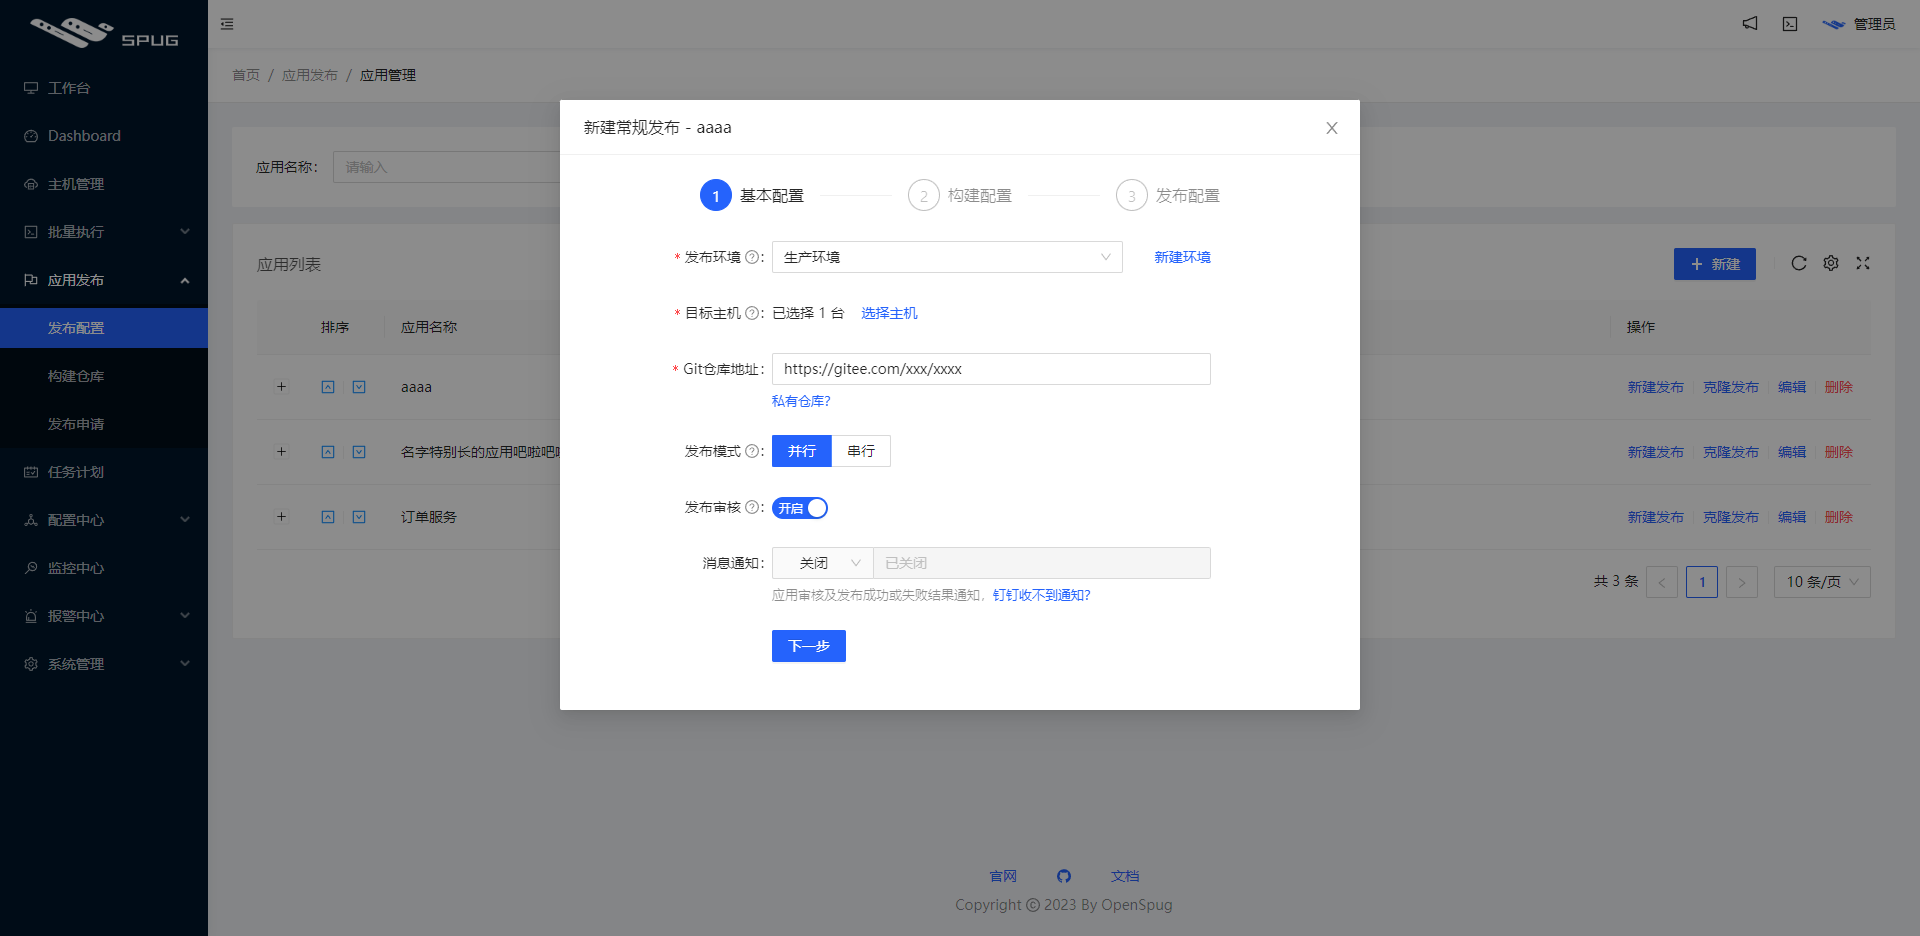 SPUG
管理员
工作台
Dashboard
主机管理
批量执行
应用发布
发布配置
构建仓库
发布申请
任务计划
配置中心
监控中心
报警中心
系统管理
首页 / 应用发布 / 应用管理
应用名称： 请输入
应用列表
新建
排序 应用名称 操作
aaaa 新建发布 克隆发布 编辑 删除
名字特别长的应用吧啦吧 新建发布 克隆发布 编辑 删除
订单服务 新建发布 克隆发布 编辑 删除
共 3 条 < 1 > 10 条/页
新建常规发布 - aaaa
1 基本配置 2 构建配置 3 发布配置
* 发布环境 ? : 生产环境 新建环境
* 目标主机 ? : 已选择 1 台 选择主机
* Git仓库地址 : https://gitee.com/xxx/xxxx
私有仓库?
发布模式 ? : 并行 串行
发布审核 ? : 开启
消息通知 : 关闭 已关闭
应用审核及发布成功或失败结果通知，钉钉收不到通知?
下一步
官网 文档
Copyright © 2023 By OpenSpug